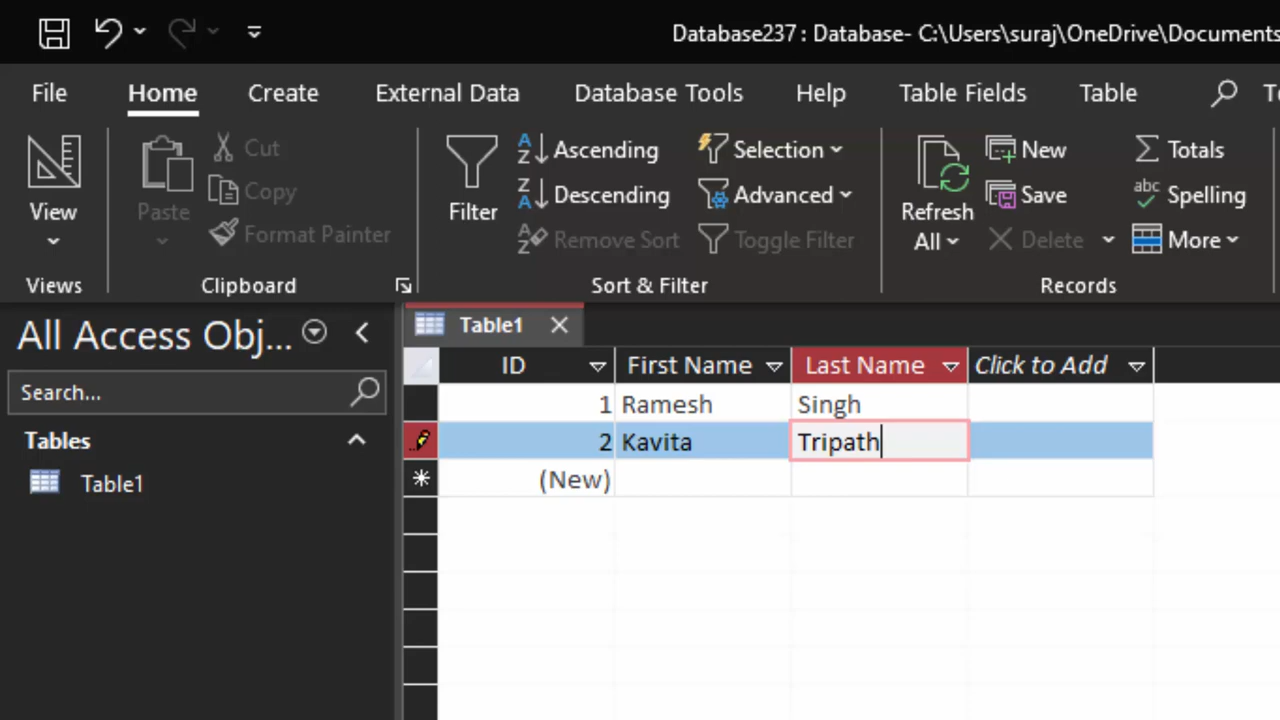 Database237 : Database- C:\Users\suraj\OneDrive\Documents
File Home Create External Data Database Tools Help Table Fields Table
View
Views
Paste
Cut
Copy
Format Painter
Clipboard
Filter
Ascending
Descending
Remove Sort
Selection
Advanced
Toggle Filter
Sort & Filter
Refresh
All
New
Save
Delete
Totals
Spelling
More
Records
All Access Obj...
Search...
Tables
Table1
Table1
ID First Name Last Name Click to Add
1 Ramesh Singh
2 Kavita Tripath
(New)